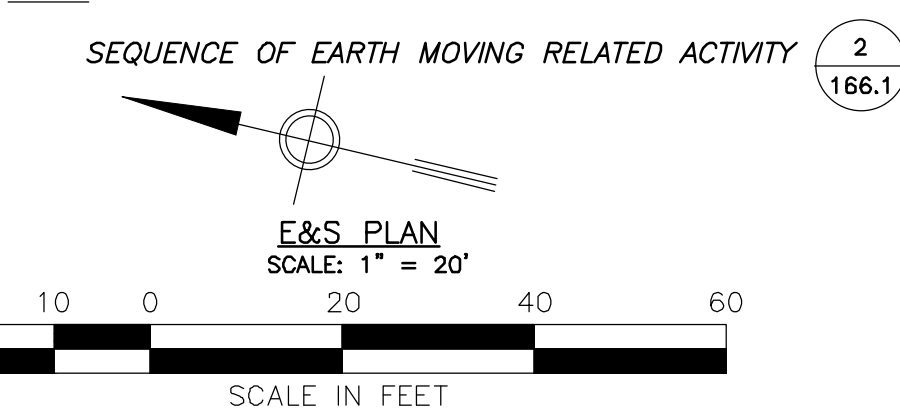 SEQUENCE OF EARTH MOVING RELATED ACTIVITY
2
166.1
E&S PLAN
SCALE: 1" = 20'
10 0 20 40 60
SCALE IN FEET